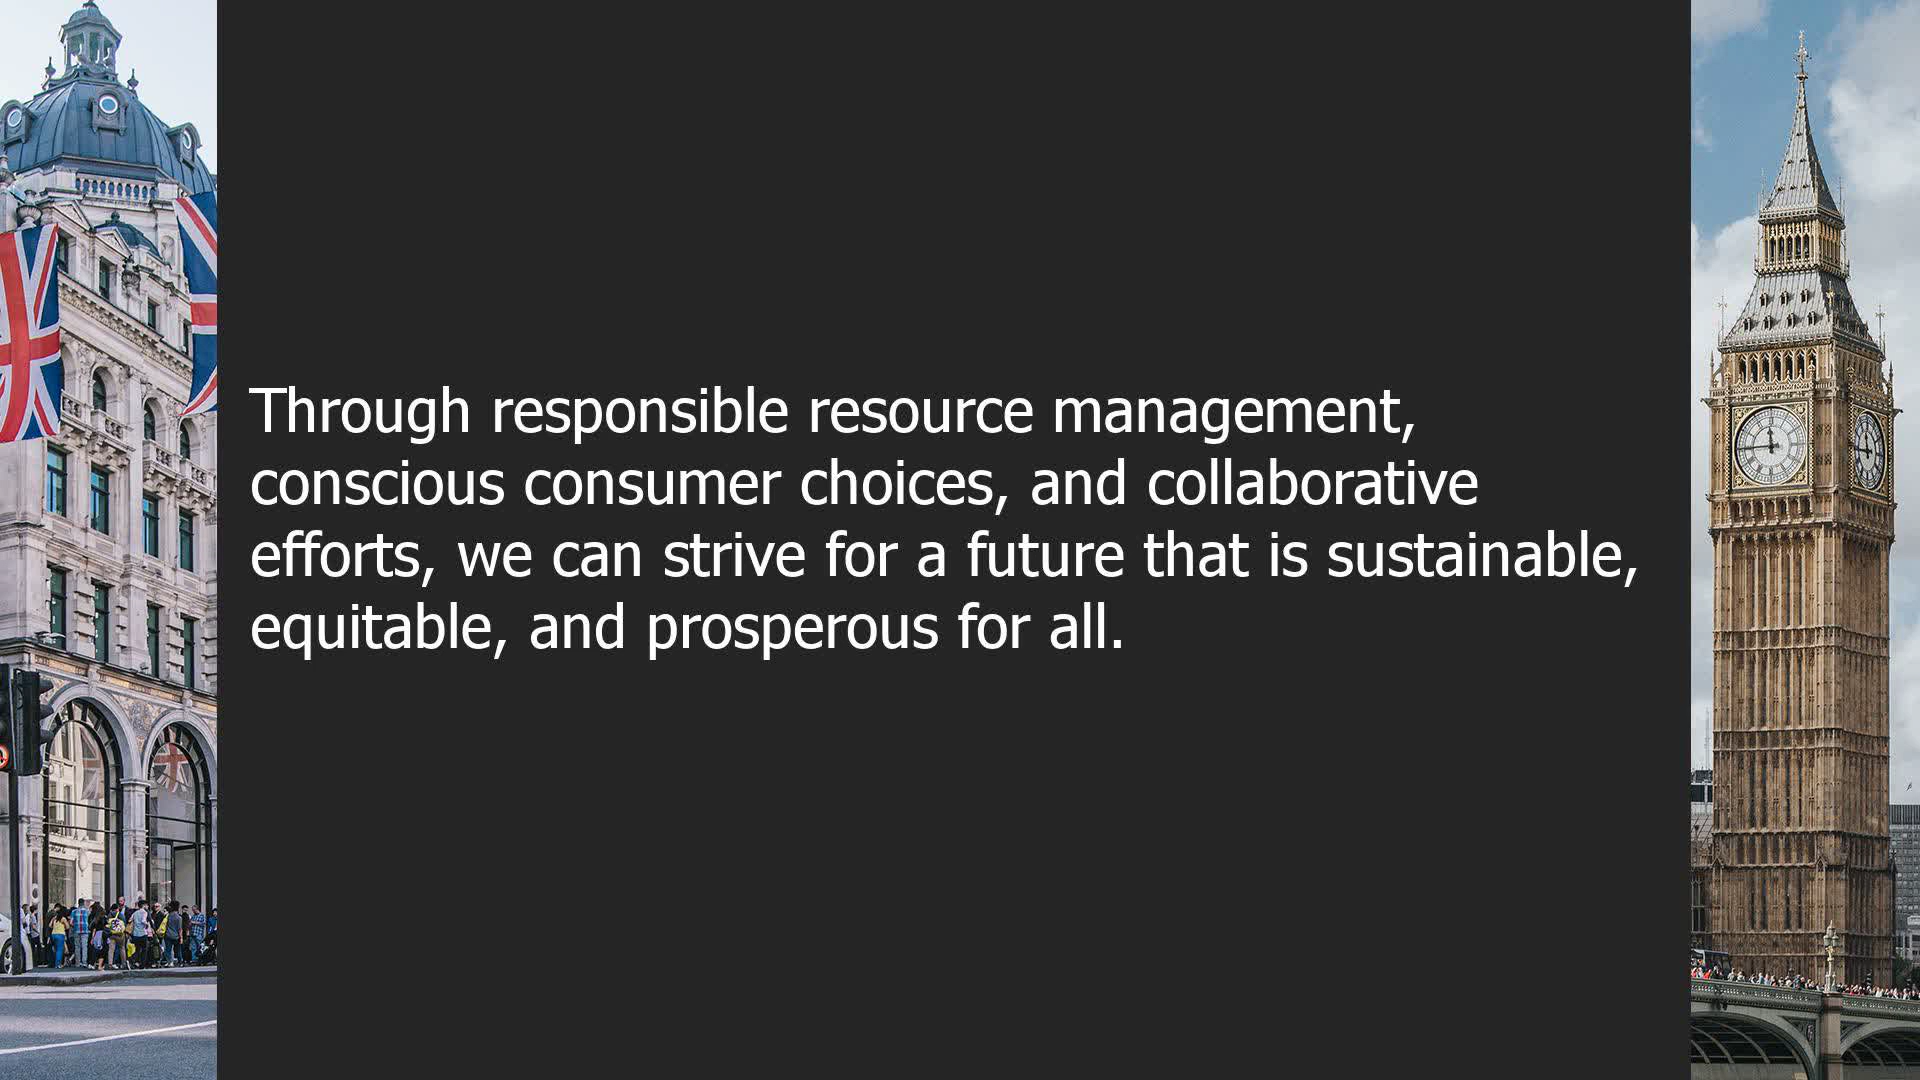 Through responsible resource management,
conscious consumer choices, and collaborative
efforts, we can strive for a future that is sustainable,
equitable, and prosperous for all.